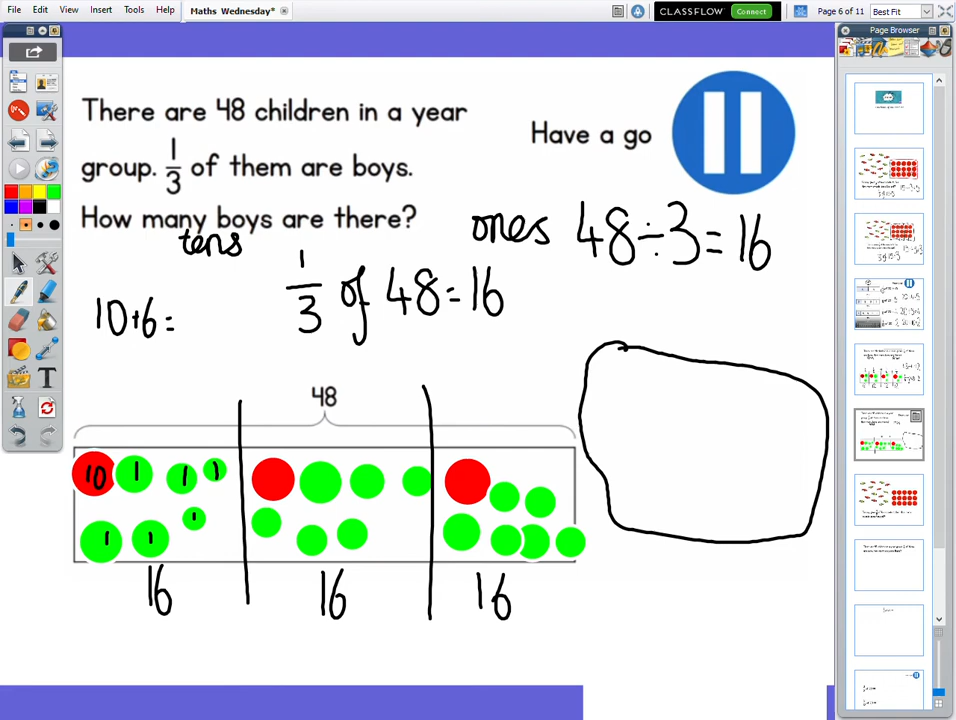 File Edit View Insert Tools Help Maths Wednesday* CLASSFLOW Connect Page 6 of 11 Best Fit
Page Browser
There are 48 children in a year
group. 1/3 of them are boys.
How many boys are there?
Have a go
tens
ones 48÷3=16
10+6=
1/3 of 48=16
48
10 1 1 1
1 1 1
16 16 16